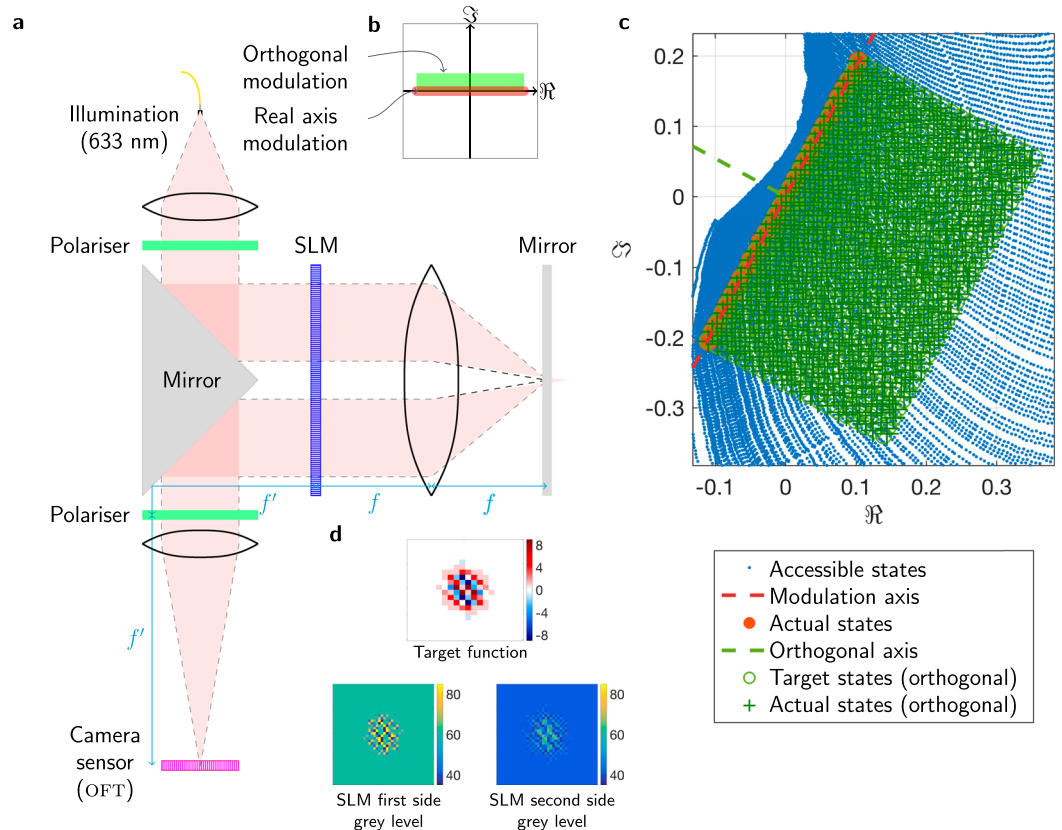 a
Illumination
(633 nm)
Polariser
SLM
Mirror
Mirror
f′
f
f
Polariser
f′
Camera
sensor
(OFT)
b
ℑ
Orthogonal
modulation
ℜ
Real axis
modulation
c
0.2
0.1
0
-0.1
-0.2
-0.3
ℑ
-0.1
0
0.1
0.2
0.3
ℜ
Accessible states
Modulation axis
Actual states
Orthogonal axis
Target states (orthogonal)
Actual states (orthogonal)
d
8
4
0
-4
-8
Target function
80
60
40
SLM first side
grey level
80
60
40
SLM second side
grey level